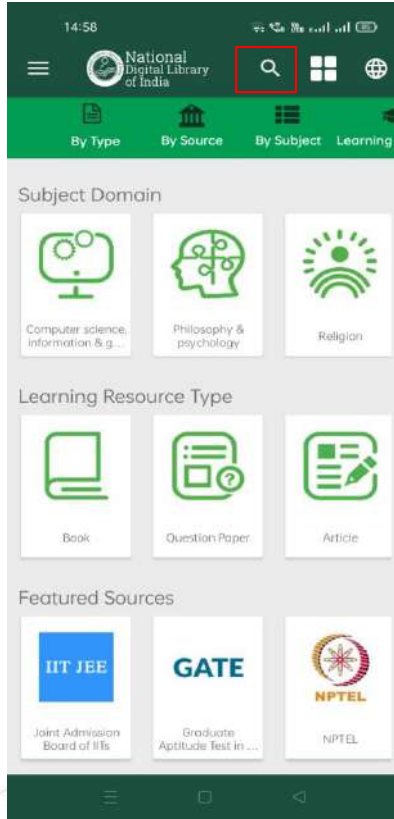 14:58
National
Digital Library
of India
By Type By Source By Subject Learning
Subject Domain
Computer science, information & g...
Philosophy & psychology
Religion
Learning Resource Type
Book
Question Paper
Article
Featured Sources
IIT JEE
GATE
NPTEL
Joint Admission Board of IITs
Graduate Aptitude Test in ...
NPTEL